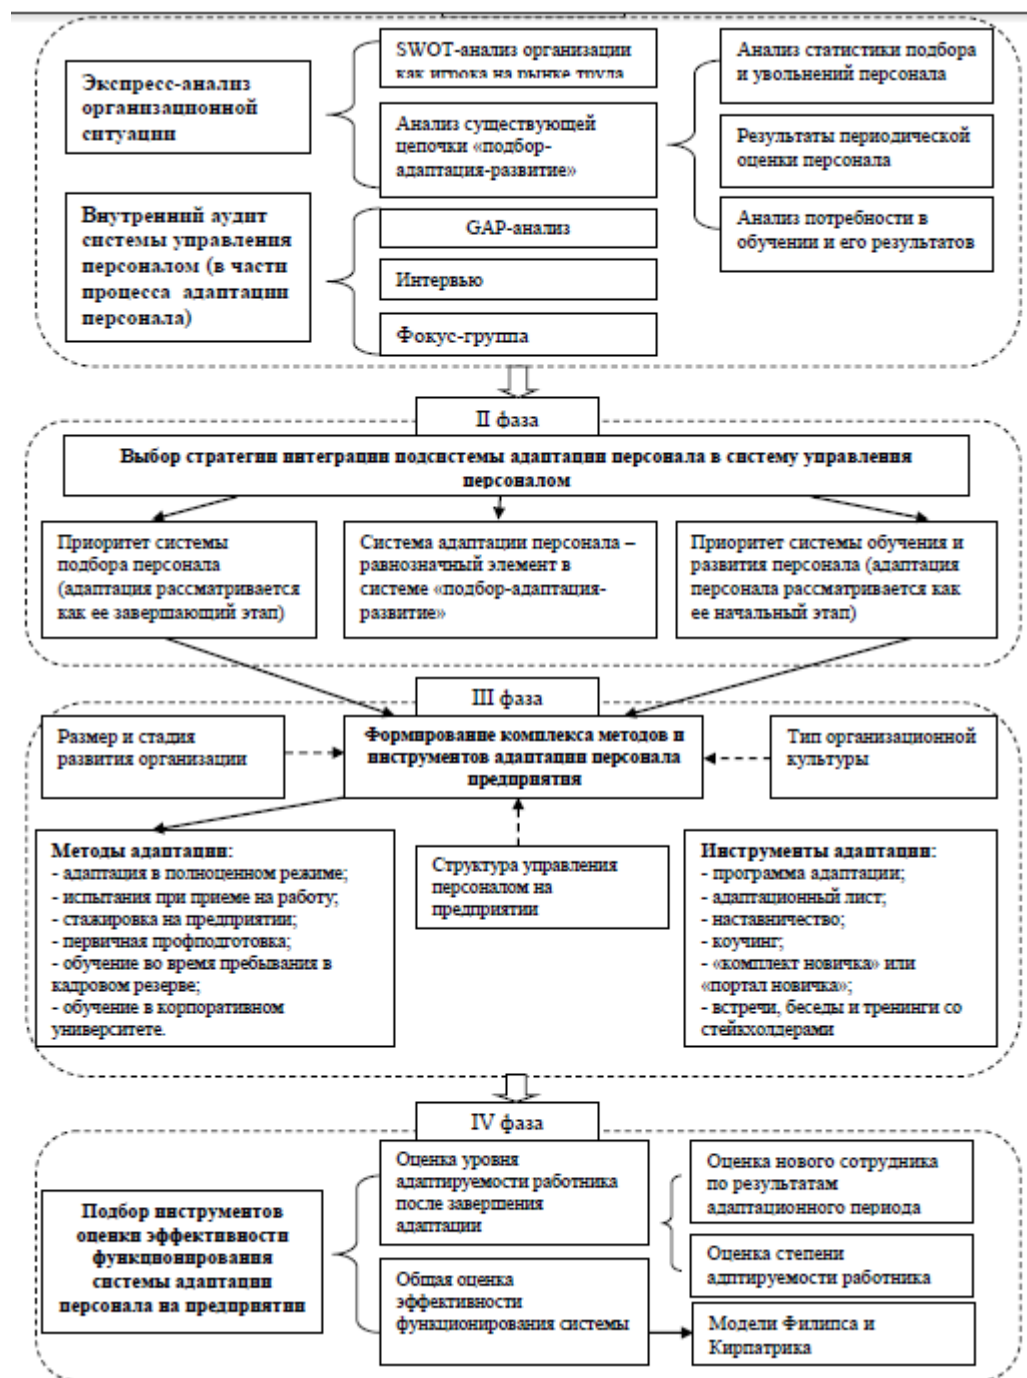 Экспресс-анализ
организационной
ситуации
SWOT-анализ организации
как игрока на рынке труда
Анализ существующей
цепочки «подбор-
адаптация-развитие»
Анализ статистики подбора
и увольнений персонала
Результаты периодической
оценки персонала
Анализ потребности в
обучении и его результатов
Внутренний аудит
системы управления
персоналом (в части
процесса адаптации
персонала)
GAP-анализ
Интервью
Фокус-группа
II фаза
Выбор стратегии интеграции подсистемы адаптации персонала в систему управления
персоналом
Приоритет системы
подбора персонала
(адаптация рассматривается
как ее завершающий этап)
Система адаптации персонала –
равнозначный элемент в
системе «подбор-адаптация-
развитие»
Приоритет системы обучения и
развития персонала (адаптация
персонала рассматривается как
ее начальный этап)
III фаза
Размер и стадия
развития организации
Формирование комплекса методов и
инструментов адаптации персонала
предприятия
Тип организационной
культуры
Методы адаптации:
- адаптация в полноценном режиме;
- испытания при приеме на работу;
- стажировка на предприятии;
- первичная профподготовка;
- обучение во время пребывания в
кадровом резерве;
- обучение в корпоративном
университете.
Структура управления
персоналом на
предприятии
Инструменты адаптации:
- программа адаптации;
- адаптационный лист;
- наставничество;
- коучинг;
- «комплект новичка» или
«портал новичка»;
- встречи, беседы и тренинги со
стейкхолдерами
IV фаза
Подбор инструментов
оценки эффективности
функционирования
системы адаптации
персонала на предприятии
Оценка уровня
адаптируемости работника
после завершения
адаптации
Общая оценка
эффективности
функционирования системы
Оценка нового сотрудника
по результатам
адаптационного периода
Оценка степени
адптируемости работника
Модели Филипса и
Кирпатрика